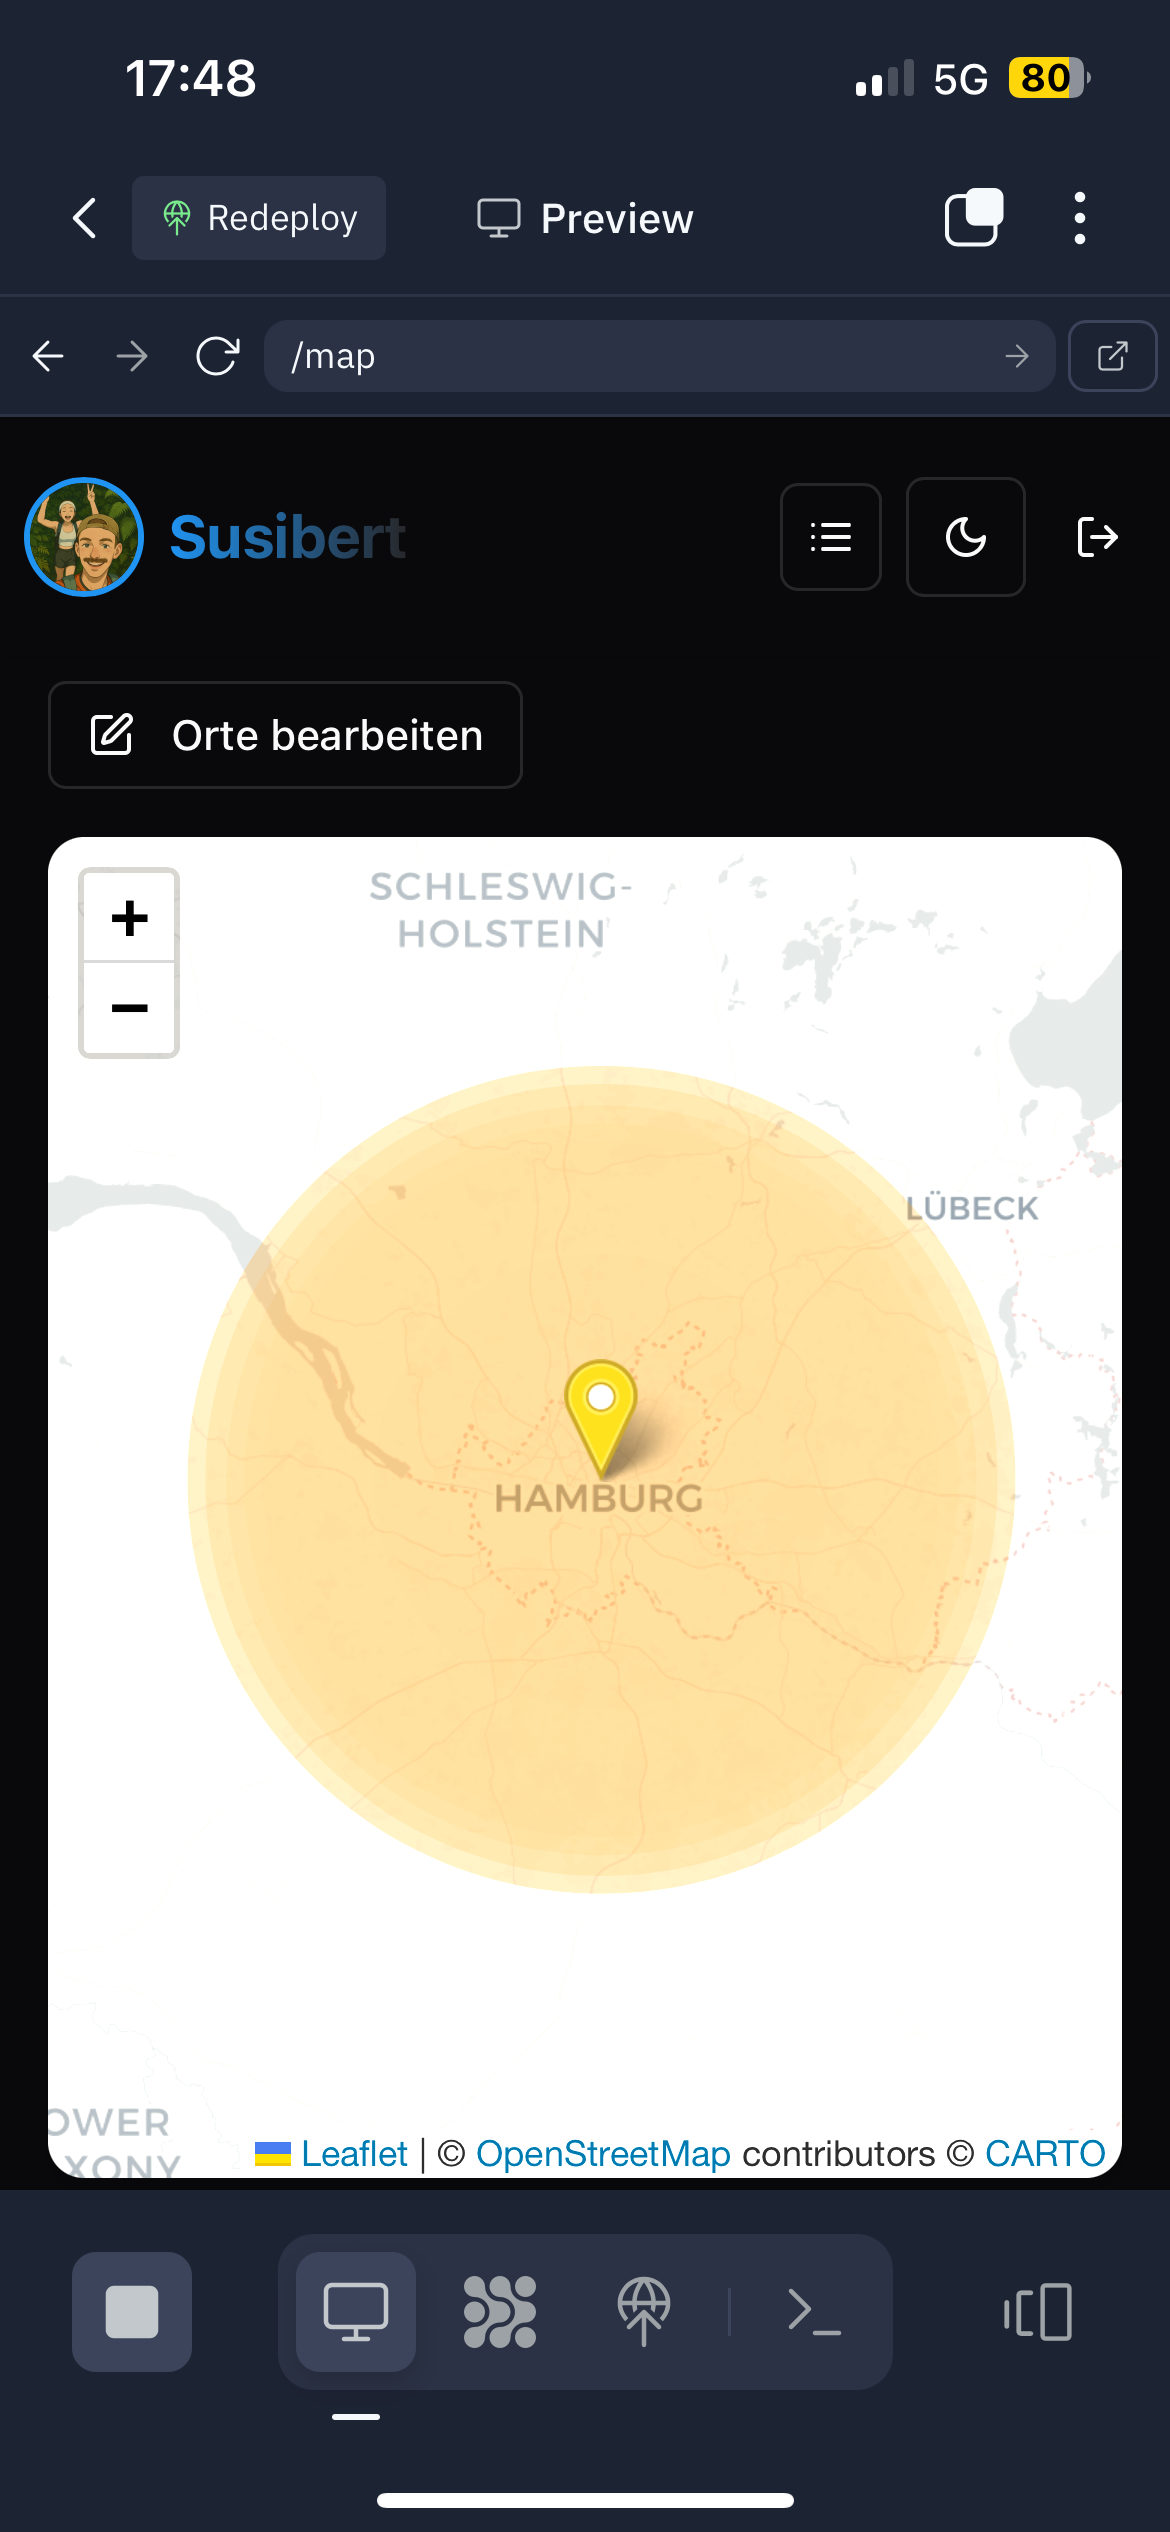 17:48
5G 80
Redeploy
Preview
/map
Susibert
Orte bearbeiten
+
−
SCHLESWIG-
HOLSTEIN
LÜBECK
HAMBURG
OWER
XONY
Leaflet | © OpenStreetMap contributors © CARTO